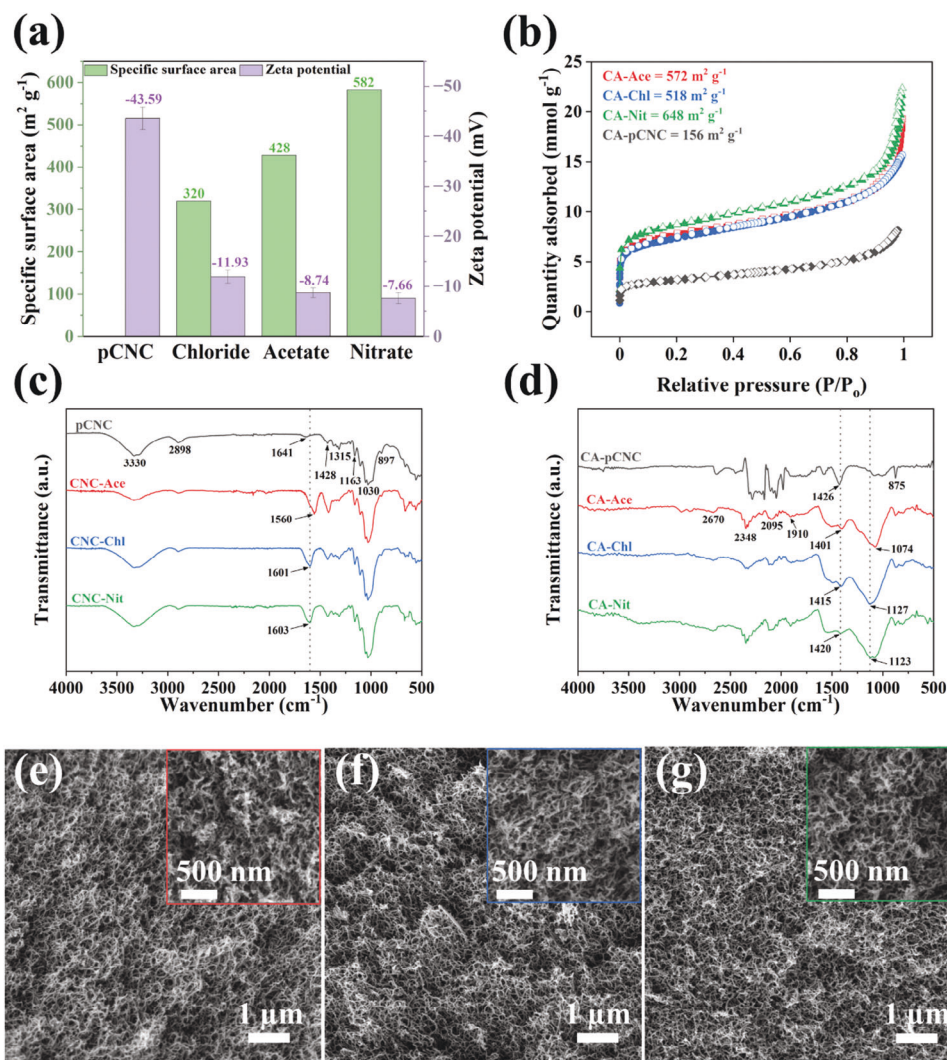 (a)
Specific surface area
Zeta potential
Specific surface area (m² g⁻¹)
600
500
400
300
200
100
0
-43.59
320
-11.93
428
-8.74
582
-7.66
-50
-40
-30
-20
-10
0
Zeta potential (mV)
pCNC Chloride Acetate Nitrate
(b)
Quantity adsorbed (mmol g⁻¹)
25
20
15
10
5
0
CA-Ace = 572 m² g⁻¹
CA-Chl = 518 m² g⁻¹
CA-Nit = 648 m² g⁻¹
CA-pCNC = 156 m² g⁻¹
0 0.2 0.4 0.6 0.8 1
Relative pressure (P/Pₒ)
(c)
Transmittance (a.u.)
pCNC
3330
2898
1641
1428
1315
1163
1030
897
CNC-Ace
1560
CNC-Chl
1601
CNC-Nit
1603
4000 3500 3000 2500 2000 1500 1000 500
Wavenumber (cm⁻¹)
(d)
Transmittance (a.u.)
CA-pCNC
1426
875
CA-Ace
2670
2348
2095
1910
1401
1074
CA-Chl
1415
1127
CA-Nit
1420
1123
4000 3500 3000 2500 2000 1500 1000 500
Wavenumber (cm⁻¹)
(e)
500 nm
1 µm
(f)
500 nm
1 µm
(g)
500 nm
1 µm